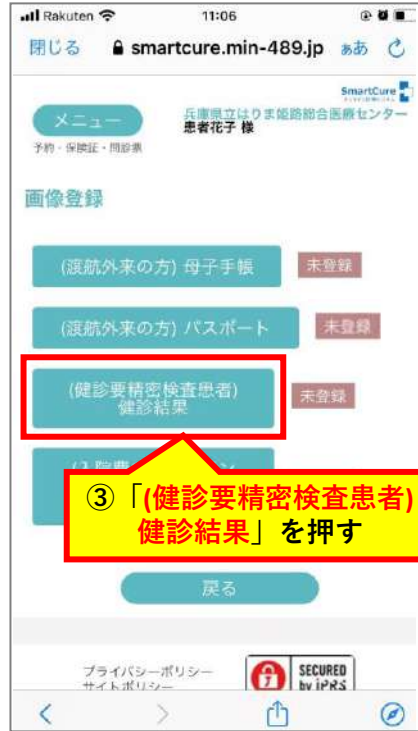 Rakuten
11:06
閉じる
smartcure.min-489.jp
ああ
SmartCure
メニュー
兵庫県立はりま姫路総合医療センター
患者花子 様
予約・保険証・問診票
画像登録
(渡航外来の方) 母子手帳
未登録
(渡航外来の方) パスポート
未登録
(健診要精密検査患者)
健診結果
未登録
③「(健診要精密検査患者)
健診結果」を押す
戻る
プライバシーポリシー
サイトポリシー
SECURED
by iPRS